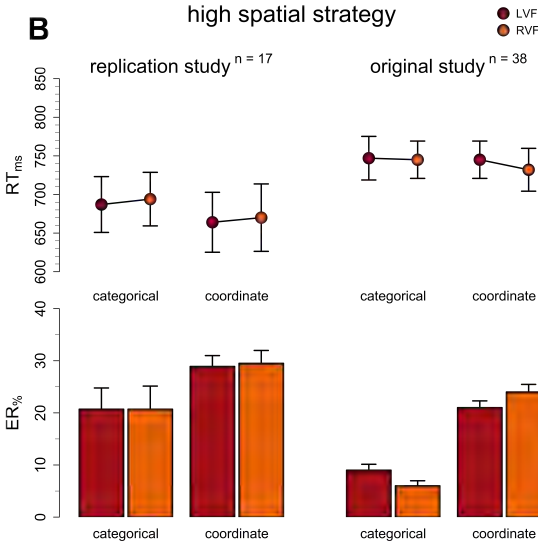 B
high spatial strategy
LVF
RVF
replication study n = 17
original study n = 38
RTms
850
800
750
700
650
600
categorical
coordinate
categorical
coordinate
ER%
40
30
20
10
0
categorical
coordinate
categorical
coordinate